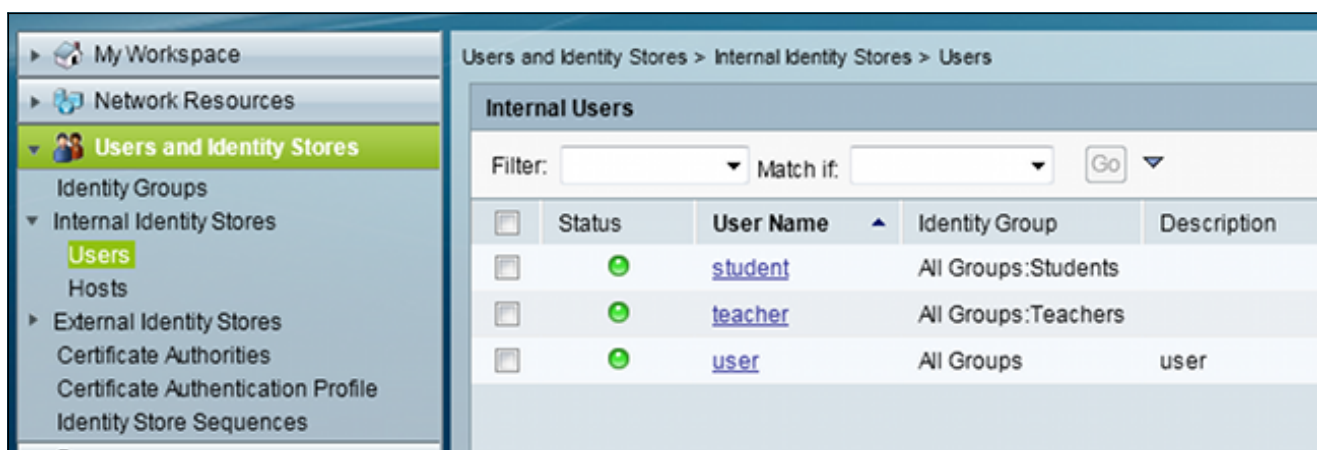 My Workspace
Network Resources
Users and Identity Stores
Identity Groups
Internal Identity Stores
Users
Hosts
External Identity Stores
Certificate Authorities
Certificate Authentication Profile
Identity Store Sequences
Users and Identity Stores > Internal Identity Stores > Users
Internal Users
Filter: Match if: Go
Status User Name Identity Group Description
student All Groups:Students
teacher All Groups:Teachers
user All Groups user